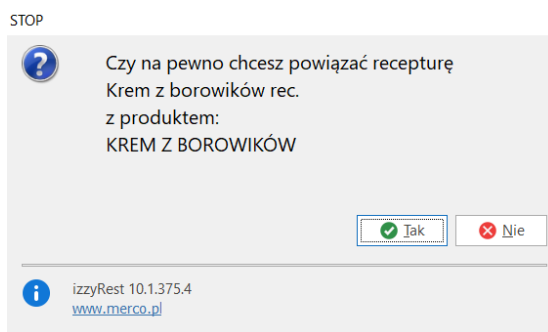 STOP
Czy na pewno chcesz powiązać recepturę
Krem z borowików rec.
z produktem:
KREM Z BOROWIKÓW
Tak
Nie
izzyRest 10.1.375.4
www.merco.pl